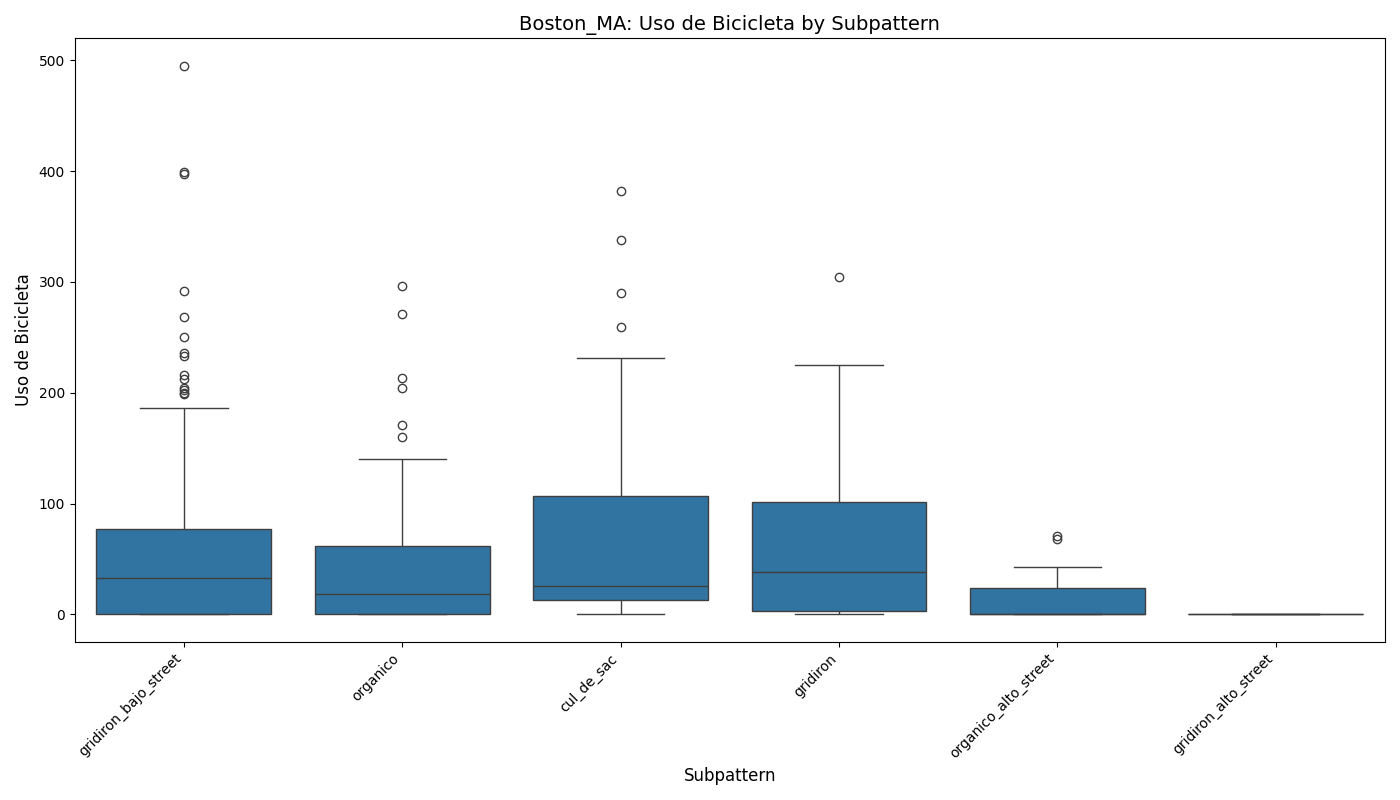 Boston_MA: Uso de Bicicleta by Subpattern
Uso de Bicicleta
500
400
300
200
100
0
gridiron_bajo_street
organico
cul_de_sac
gridiron
organico_alto_street
gridiron_alto_street
Subpattern